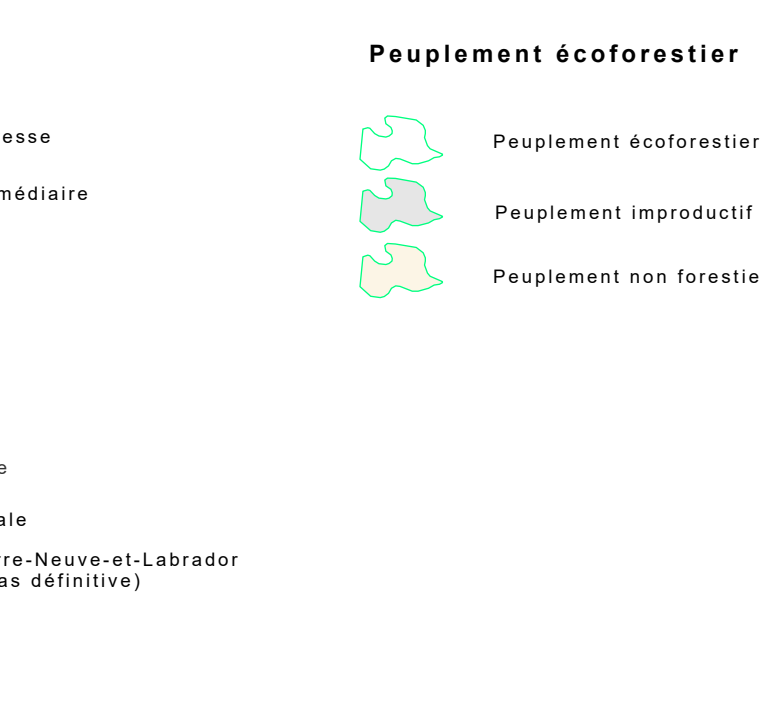 Peuplement écoforestier
esse
médiaire
Peuplement écoforestier
Peuplement improductif
Peuplement non forestie
e
ale
rre-Neuve-et-Labrador
as définitive)